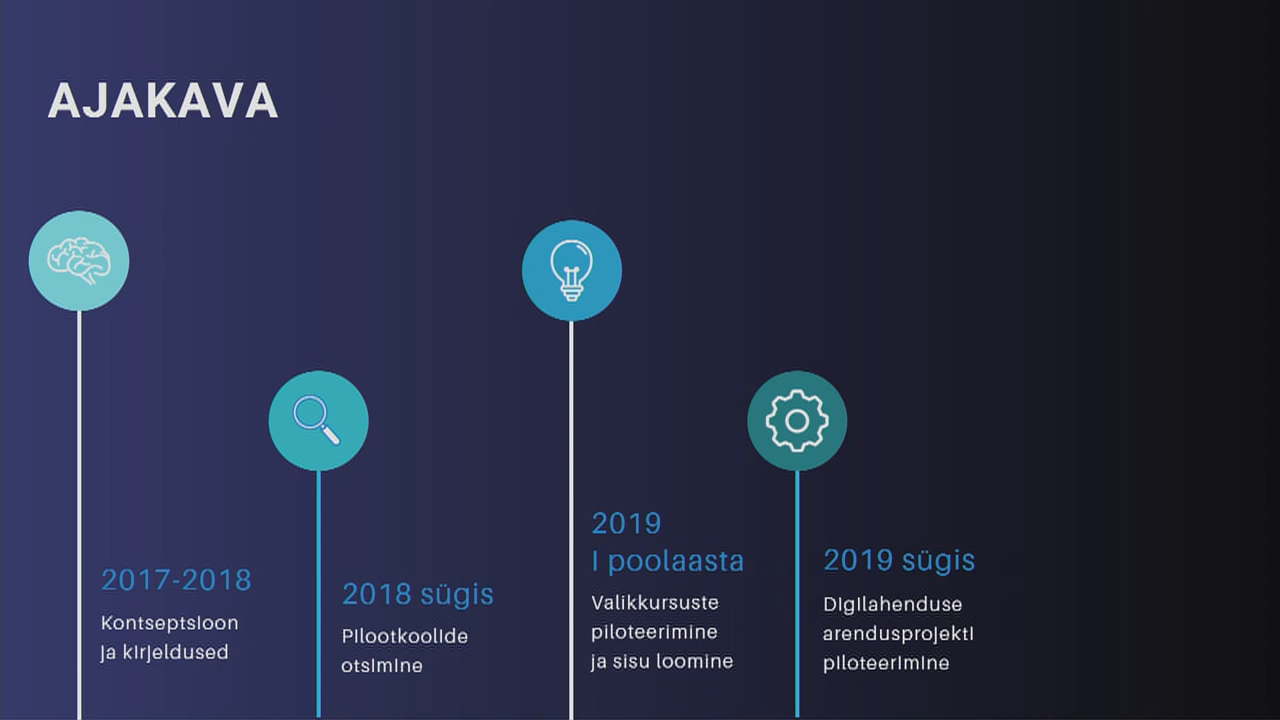 AJAKAVA
2017-2018
Kontseptsioon
ja kirjeldused
2018 sügis
Pilootkoolide
otsimine
2019
I poolaasta
Valikkursuste
piloteerimine
ja sisu loomine
2019 sügis
Digilahenduse
arendusprojekti
piloteerimine